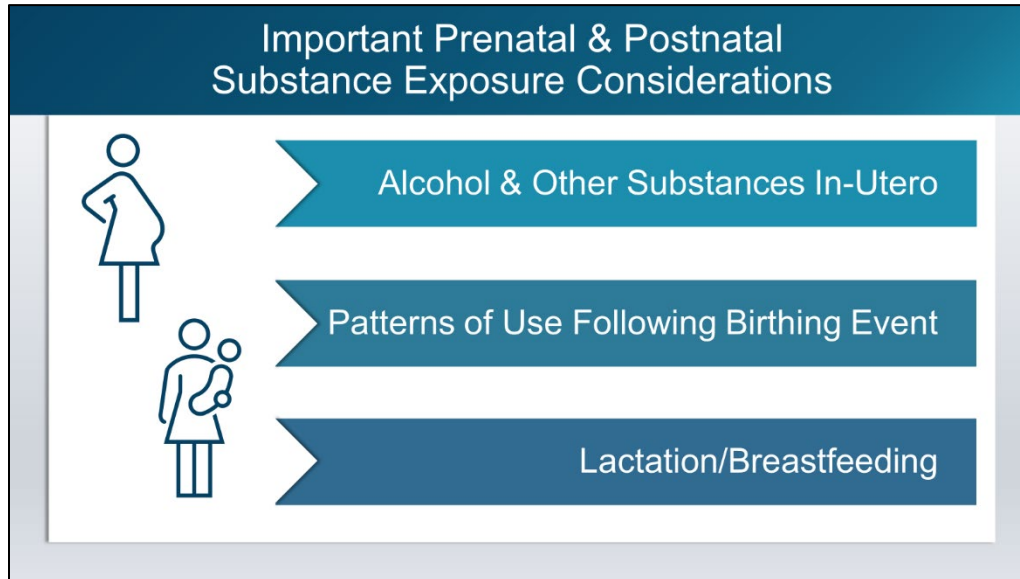 Important Prenatal & Postnatal
Substance Exposure Considerations
Alcohol & Other Substances In-Utero
Patterns of Use Following Birthing Event
Lactation/Breastfeeding